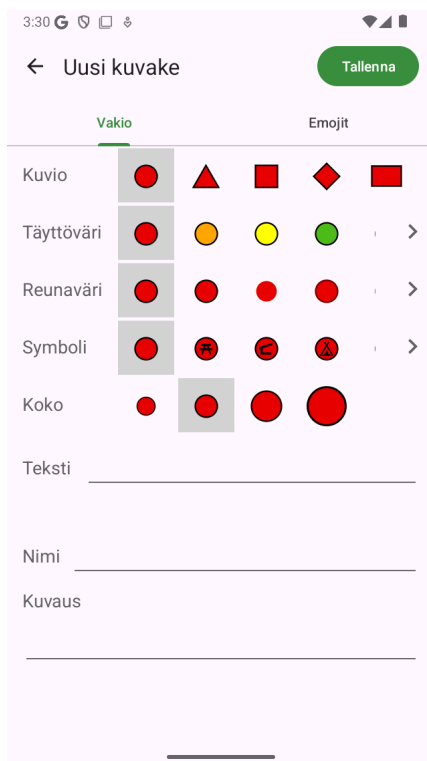 3:30
Uusi kuvake
Tallenna
Vakio
Emojit
Kuvio
Täyttöväri
Reunaväri
Symboli
Koko
Teksti
Nimi
Kuvaus